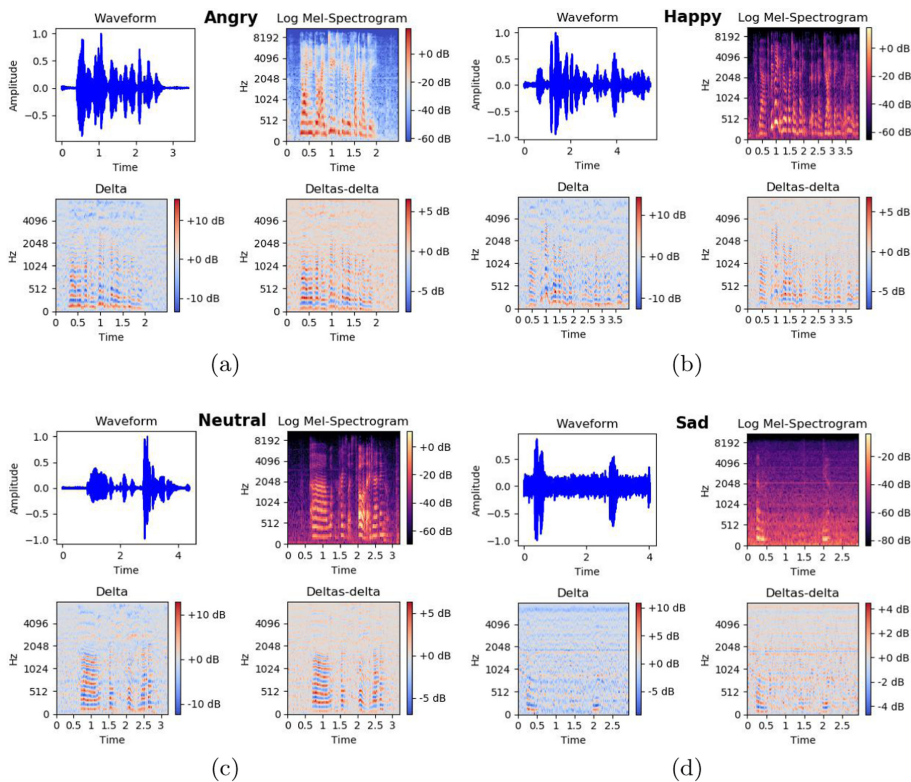 Angry
Waveform
Amplitude
1.0
0.5
0.0
−0.5
0
1
2
3
Time
Log Mel-Spectrogram
Hz
8192
4096
2048
1024
512
0
0.5 1 1.5 2
Time
+0 dB
-20 dB
-40 dB
-60 dB
Delta
Hz
4096
2048
1024
512
0
0 0.5 1 1.5 2
Time
+10 dB
+0 dB
-10 dB
Deltas-delta
Hz
4096
2048
1024
512
0
0 0.5 1 1.5 2
Time
+5 dB
+0 dB
-5 dB
(a)
Happy
Waveform
Amplitude
1.0
0.5
0.0
−0.5
−1.0
0
2
4
Time
Log Mel-Spectrogram
Hz
8192
4096
2048
1024
512
0
0 0.5 1 1.5 2 2.5 3 3.5
Time
+0 dB
-20 dB
-40 dB
-60 dB
Delta
Hz
4096
2048
1024
512
0
0 0.5 1 1.5 2 2.5 3 3.5
Time
+10 dB
+0 dB
-10 dB
Deltas-delta
Hz
4096
2048
1024
512
0
0 0.5 1 1.5 2 2.5 3 3.5
Time
+5 dB
+0 dB
-5 dB
(b)
Neutral
Waveform
Amplitude
1.0
0.5
0.0
−0.5
−1.0
0
2
4
Time
Log Mel-Spectrogram
Hz
8192
4096
2048
1024
512
0
0 0.5 1 1.5 2 2.5 3
Time
+0 dB
-20 dB
-40 dB
-60 dB
Delta
Hz
4096
2048
1024
512
0
0 0.5 1 1.5 2 2.5 3
Time
+10 dB
+0 dB
-10 dB
Deltas-delta
Hz
4096
2048
1024
512
0
0 0.5 1 1.5 2 2.5 3
Time
+5 dB
+0 dB
-5 dB
(c)
Sad
Waveform
Amplitude
0.5
0.0
−0.5
−1.0
0
2
4
Time
Log Mel-Spectrogram
Hz
8192
4096
2048
1024
512
0
0 0.5 1 1.5 2 2.5
Time
-20 dB
-40 dB
-60 dB
-80 dB
Delta
Hz
4096
2048
1024
512
0
0 0.5 1 1.5 2 2.5
Time
+10 dB
+5 dB
+0 dB
-5 dB
Deltas-delta
Hz
4096
2048
1024
512
0
0 0.5 1 1.5 2 2.5
Time
+4 dB
+2 dB
+0 dB
-2 dB
-4 dB
(d)